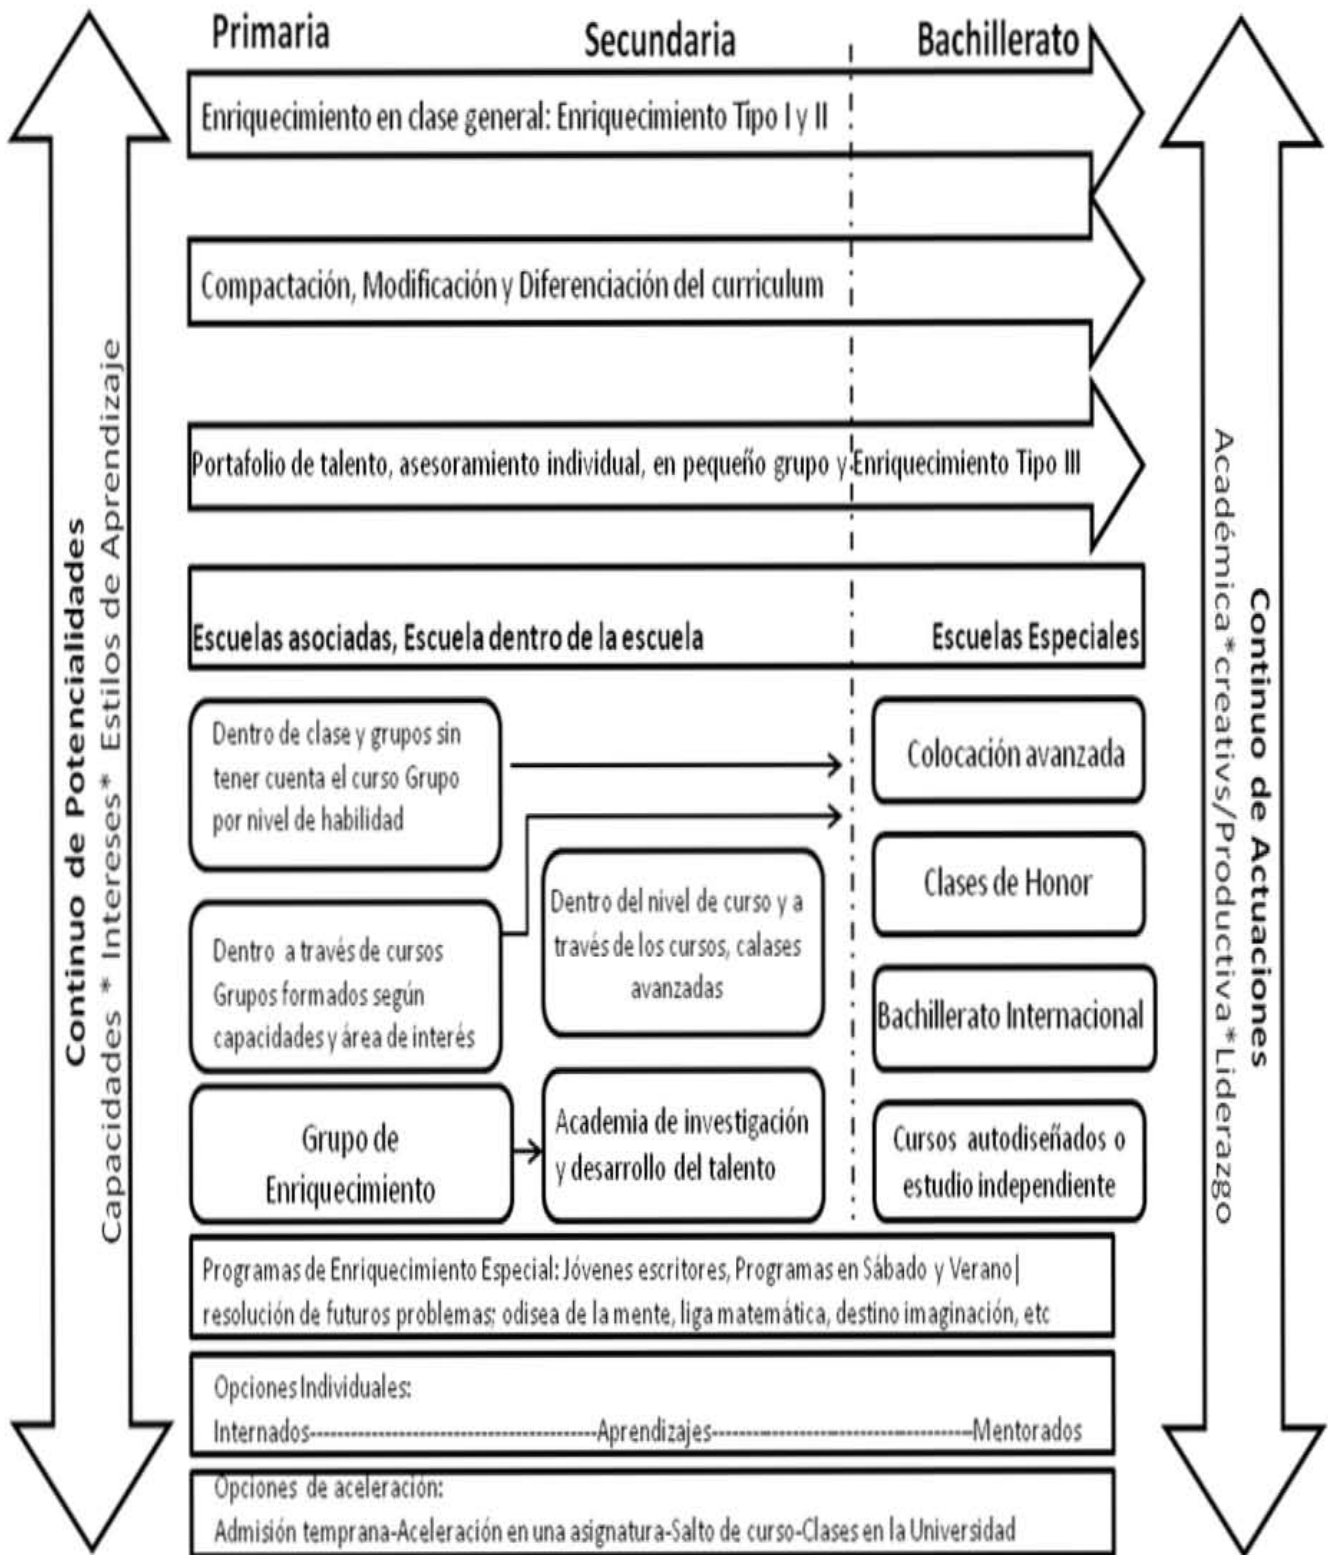 Primaria
Secundaria
Bachillerato
Enriquecimiento en clase general: Enriquecimiento Tipo I y II
Compactación, Modificación y Diferenciación del curriculum
Portafolio de talento, asesoramiento individual, en pequeño grupo y Enriquecimiento Tipo III
Escuelas asociadas, Escuela dentro de la escuela
Escuelas Especiales
Dentro de clase y grupos sin
tener cuenta el curso Grupo
por nivel de habilidad
Dentro a través de cursos
Grupos formados según
capacidades y área de interés
Grupo de
Enriquecimiento
Dentro del nivel de curso y a
través de los cursos, calases
avanzadas
Academia de investigación
y desarrollo del talento
Colocación avanzada
Clases de Honor
Bachillerato Internacional
Cursos autodiseñados o
estudio independiente
Programas de Enriquecimiento Especial: Jóvenes escritores, Programas en Sábado y Verano|
resolución de futuros problemas; odisea de la mente, liga matemática, destino imaginación, etc
Opciones Individuales:
Internados----------------------------------------Aprendizajes------------------------------------Mentorados
Opciones de aceleración:
Admisión temprana-Aceleración en una asignatura-Salto de curso-Clases en la Universidad
Continuo de Potencialidades
Capacidades * Intereses* Estilos de Aprendizaje
Continuo de Actuaciones
Académica*creativs/Productiva*Liderazgo